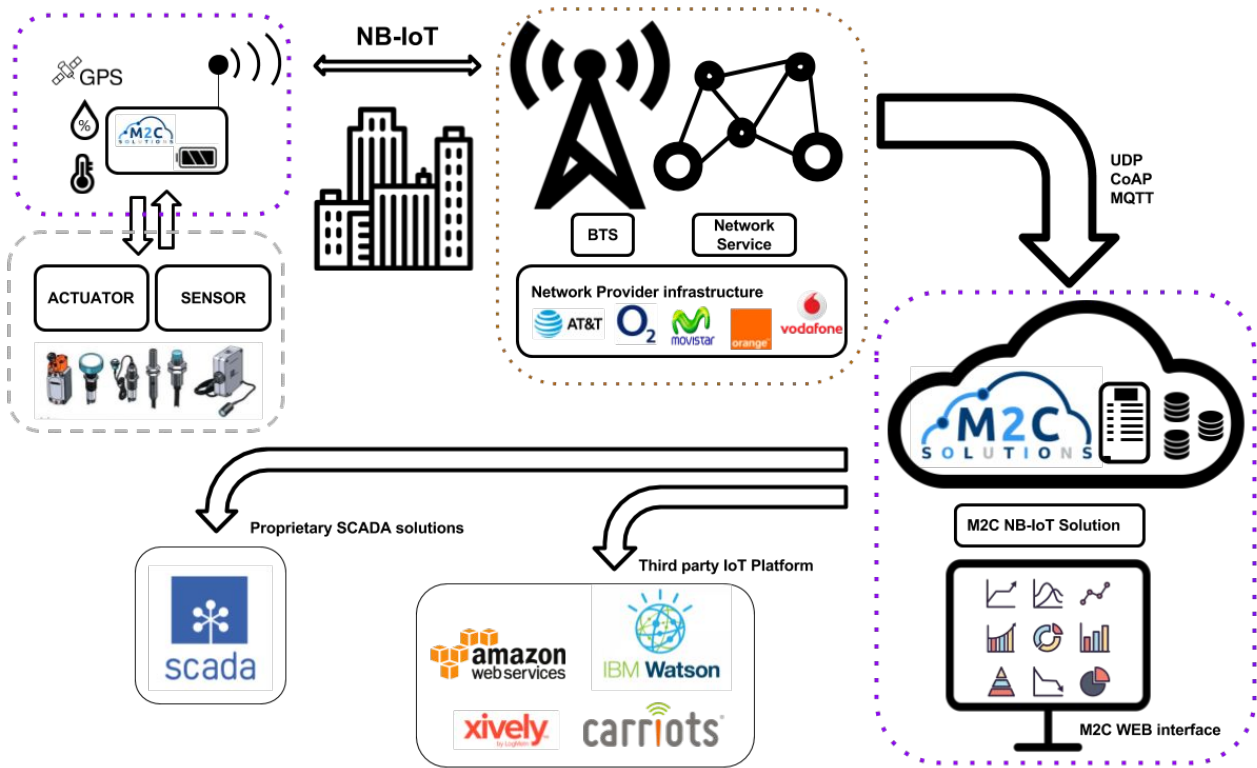 NB-IoT
GPS
%
M2C
SOLUTIONS
ACTUATOR
SENSOR
BTS
Network
Service
Network Provider infrastructure
AT&T
O2
movistar
orange
vodafone
UDP
CoAP
MQTT
M2C
SOLUTIONS
M2C NB-IoT Solution
M2C WEB interface
Proprietary SCADA solutions
scada
Third party IoT Platform
amazon
web services
IBM Watson
xively
by LogMeIn
carriots